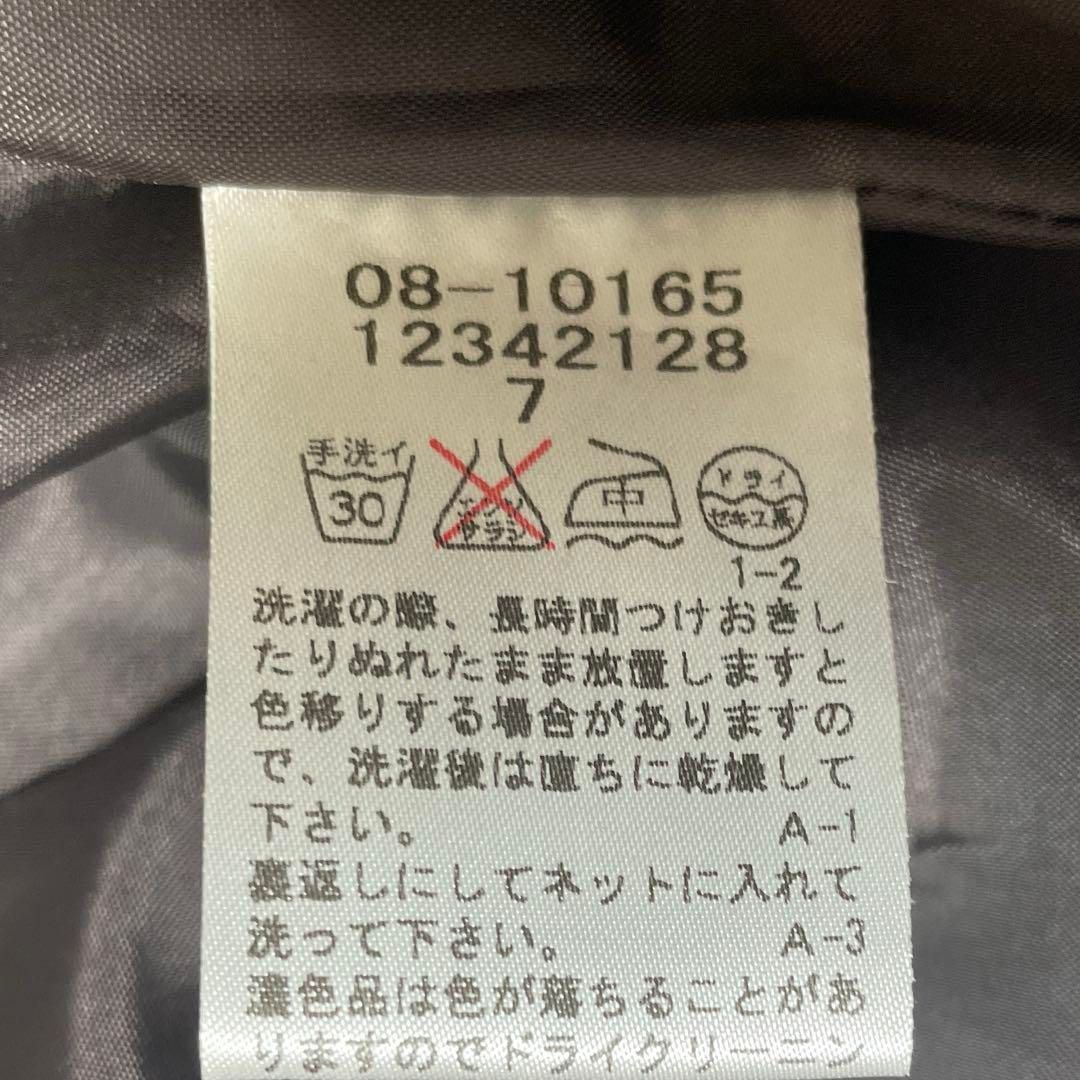 08-10165
12342128
7
手洗イ
30
エンソ
サラシ
中
ドライ
セキユ系
1-2
洗濯の際、長時間つけおきし
たりぬれたまま放置しますと
色移りする場合がありますの
で、洗濯後は直ちに乾燥して
下さい。 A-1
裏返しにしてネットに入れて
洗って下さい。 A-3
濃色品は色が落ちることがあ
りますのでドライクリーニン